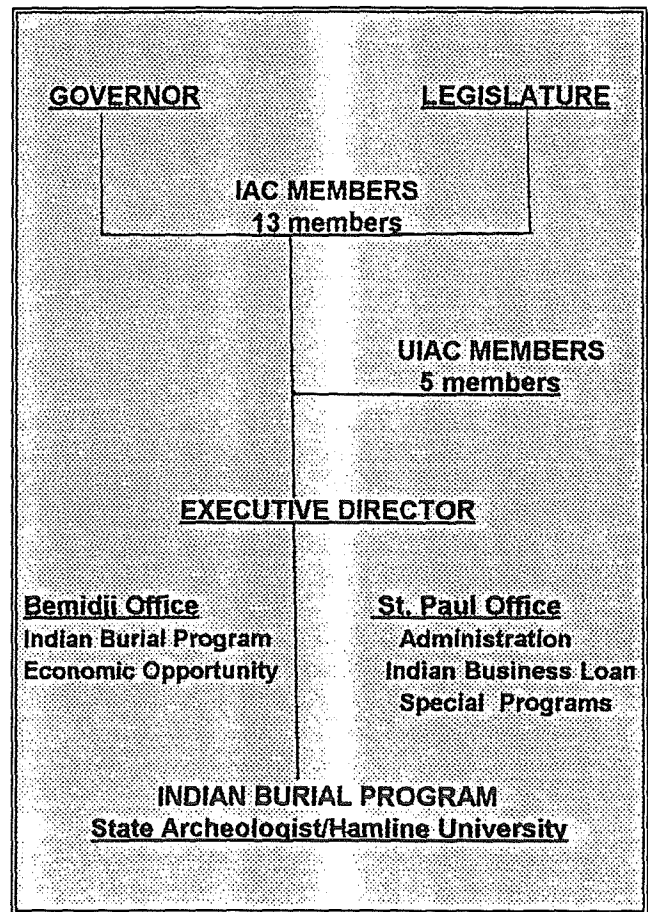 GOVERNOR
LEGISLATURE
IAC MEMBERS
13 members
UIAC MEMBERS
5 members
EXECUTIVE DIRECTOR
Bemidji Office
Indian Burial Program
Economic Opportunity
St. Paul Office
Administration
Indian Business Loan
Special Programs
INDIAN BURIAL PROGRAM
State Archeologist/Hamline University